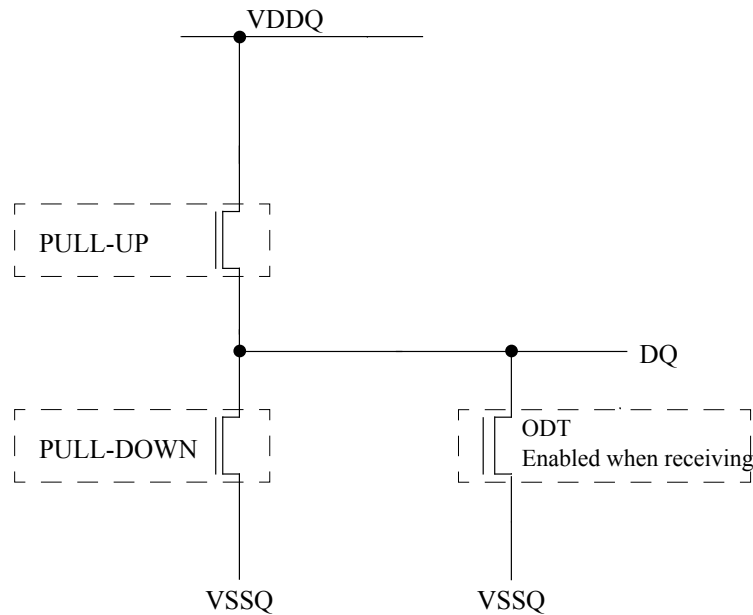 VDDQ
PULL-UP
DQ
PULL-DOWN
ODT
Enabled when receiving
VSSQ
VSSQ